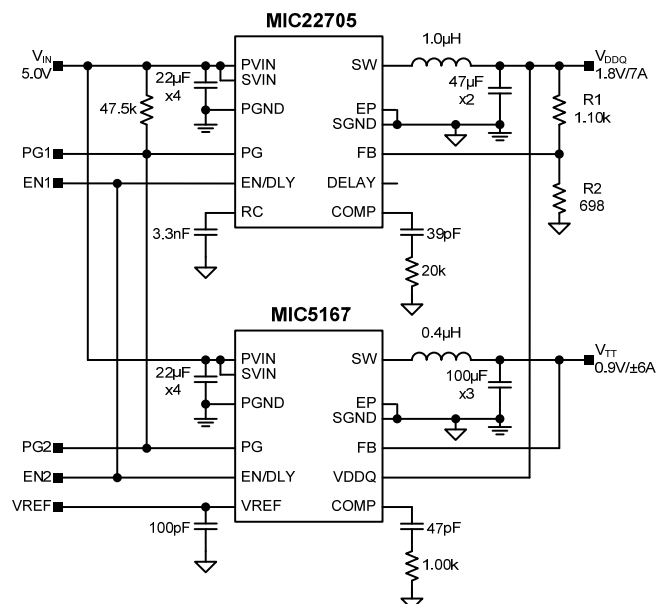 MIC22705
V_IN
5.0V
22µF
x4
47.5k
PG1
EN1
3.3nF
PVIN
SVIN
PGND
PG
EN/DLY
RC
SW
EP
SGND
FB
DELAY
COMP
1.0µH
47µF
x2
V_DDQ
1.8V/7A
R1
1.10k
R2
698
39pF
20k
MIC5167
22µF
x4
PG2
EN2
VREF
100pF
PVIN
SVIN
PGND
PG
EN/DLY
VREF
SW
EP
SGND
FB
VDDQ
COMP
0.4µH
100µF
x3
V_TT
0.9V/±6A
47pF
1.00k